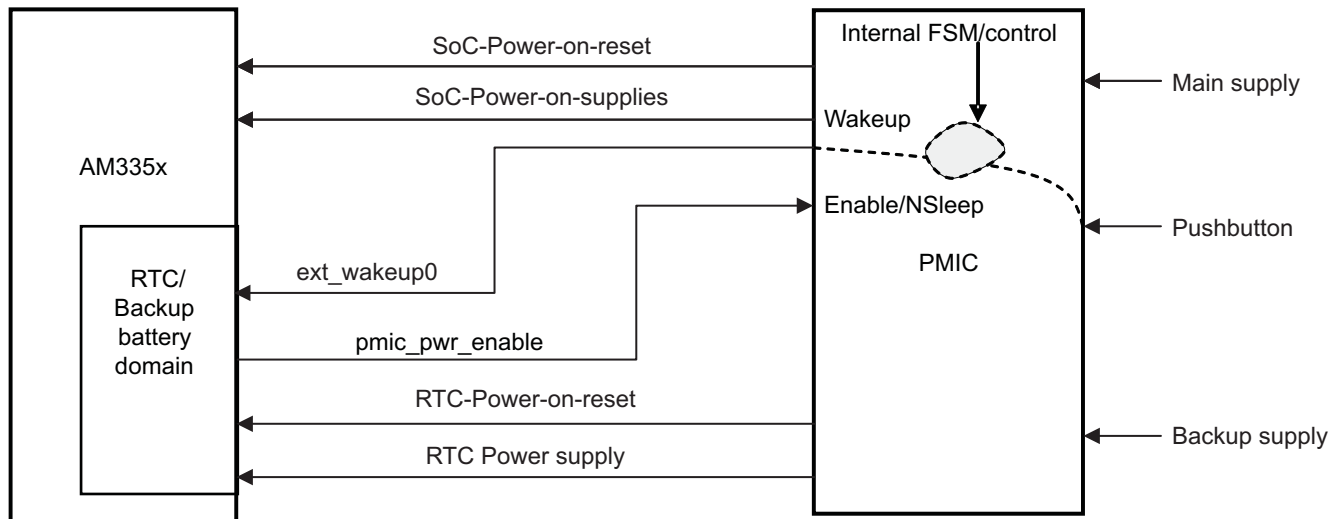 Internal FSM/control
SoC-Power-on-reset
Main supply
SoC-Power-on-supplies
Wakeup
AM335x
Enable/NSleep
Pushbutton
PMIC
ext_wakeup0
RTC/
Backup
battery
domain
pmic_pwr_enable
RTC-Power-on-reset
Backup supply
RTC Power supply